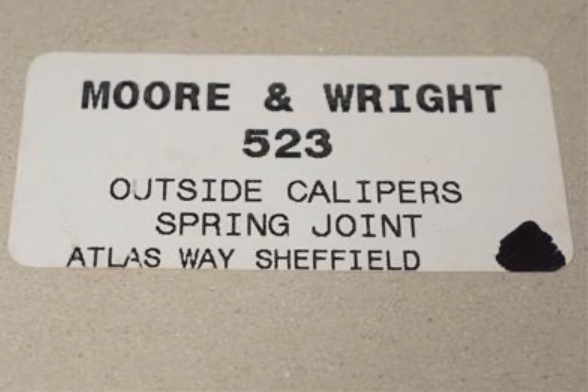 MOORE & WRIGHT
523
OUTSIDE CALIPERS
SPRING JOINT
ATLAS WAY SHEFFIELD